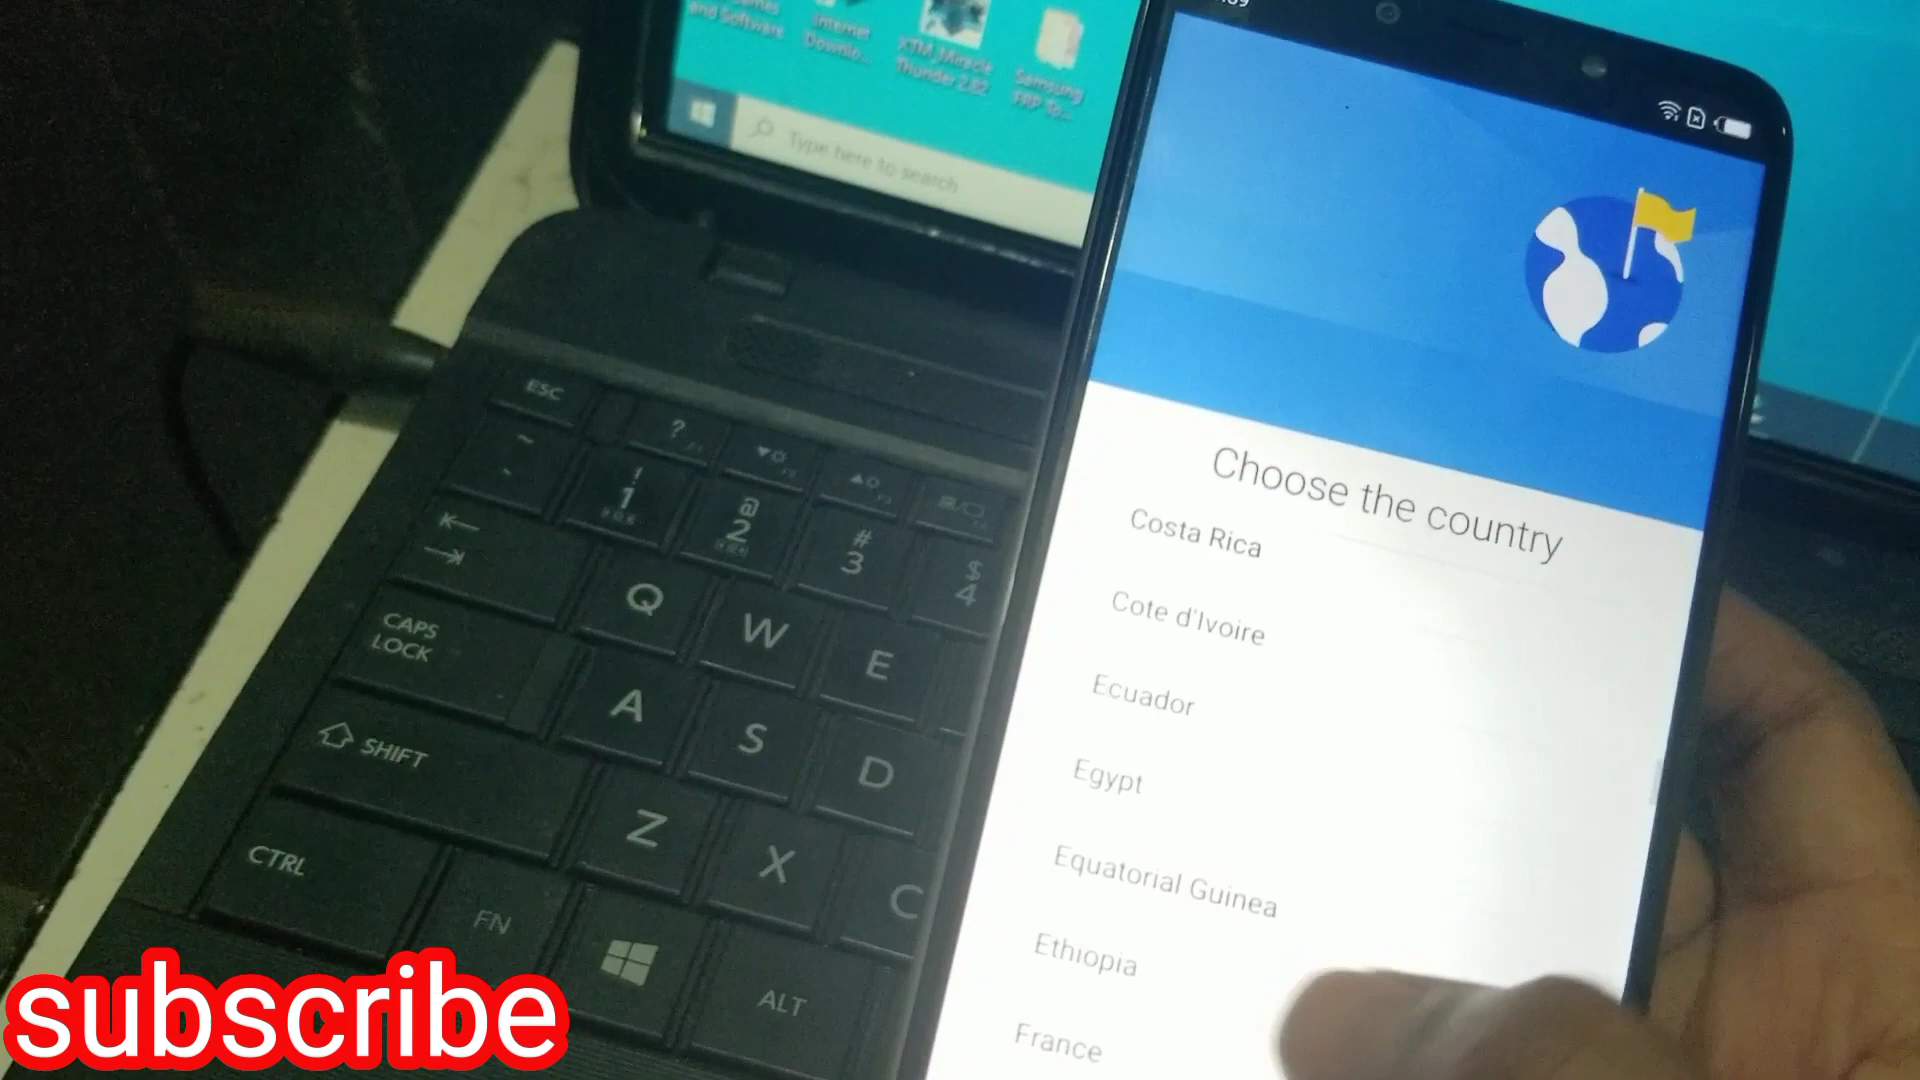 and Software
Internet
Downlo...
XTM_Miracle
Thunder 2.82
Samsung
FRP To...
Type here to search
Choose the country
Costa Rica
Cote d'Ivoire
Ecuador
Egypt
Equatorial Guinea
Ethiopia
France
ESC
?
~
!
1
@
2
#
3
$
4
Q
W
E
CAPS
LOCK
A
S
D
SHIFT
Z
X
C
CTRL
FN
ALT
subscribe